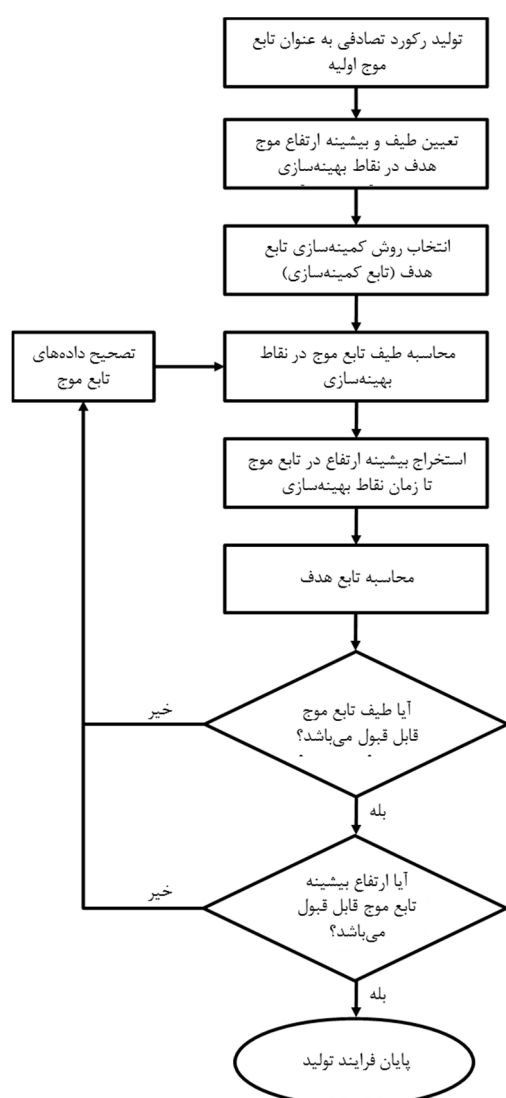 تولید رکورد تصادفی به عنوان تابع
موج اولیه
تعیین طیف و بیشینه ارتفاع موج
هدف در نقاط بهینه‌سازی
انتخاب روش کمینه‌سازی تابع
هدف (تابع کمینه‌سازی)
محاسبه طیف تابع موج در نقاط
بهینه‌سازی
تصحیح داده‌های
تابع موج
استخراج بیشینه ارتفاع در تابع موج
تا زمان نقاط بهینه‌سازی
محاسبه تابع هدف
آیا طیف تابع موج
قابل قبول می‌باشد؟
خیر
بله
آیا ارتفاع بیشینه
تابع موج قابل قبول
می‌باشد؟
خیر
بله
پایان فرایند تولید